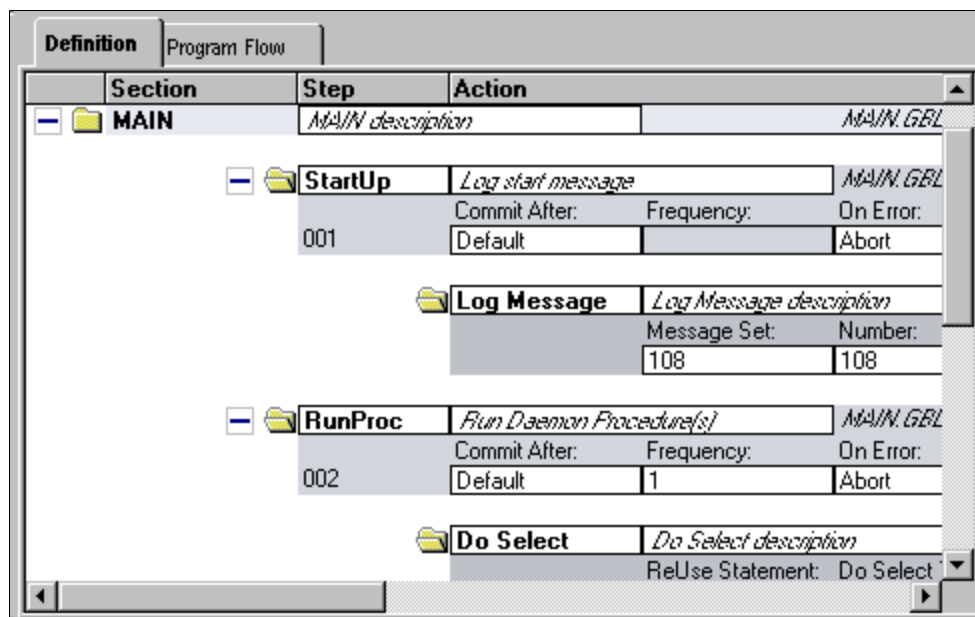 Definition Program Flow
Section Step Action
MAIN MAIN description MAIN.GBL
StartUp Log start message MAIN.GBL
Commit After: Frequency: On Error:
001 Default Abort
Log Message Log Message description
Message Set: Number:
108 108
RunProc Run Daemon Procedure(s) MAIN.GBL
Commit After: Frequency: On Error:
002 Default 1 Abort
Do Select Do Select description
ReUse Statement: Do Select